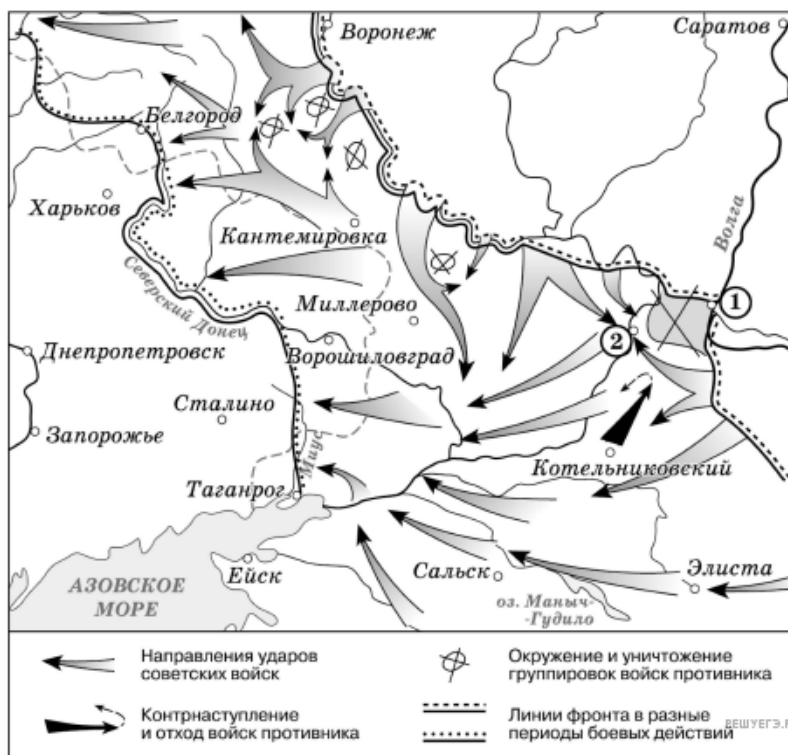 Воронеж
Саратов
Белгород
Харьков
Волга
Кантемировка
Северский Донец
Миллерово
1
2
Днепропетровск
Ворошиловград
Сталино
Запорожье
Миус
Котельниковский
Таганрог
Ейск
Сальск
Элиста
АЗОВСКОЕ
МОРЕ
оз. Маныч-
-Гудило
Направления ударов
советских войск
Окружение и уничтожение
группировок войск противника
Контрнаступление
и отход войск противника
Линии фронта в разные
периоды боевых действий